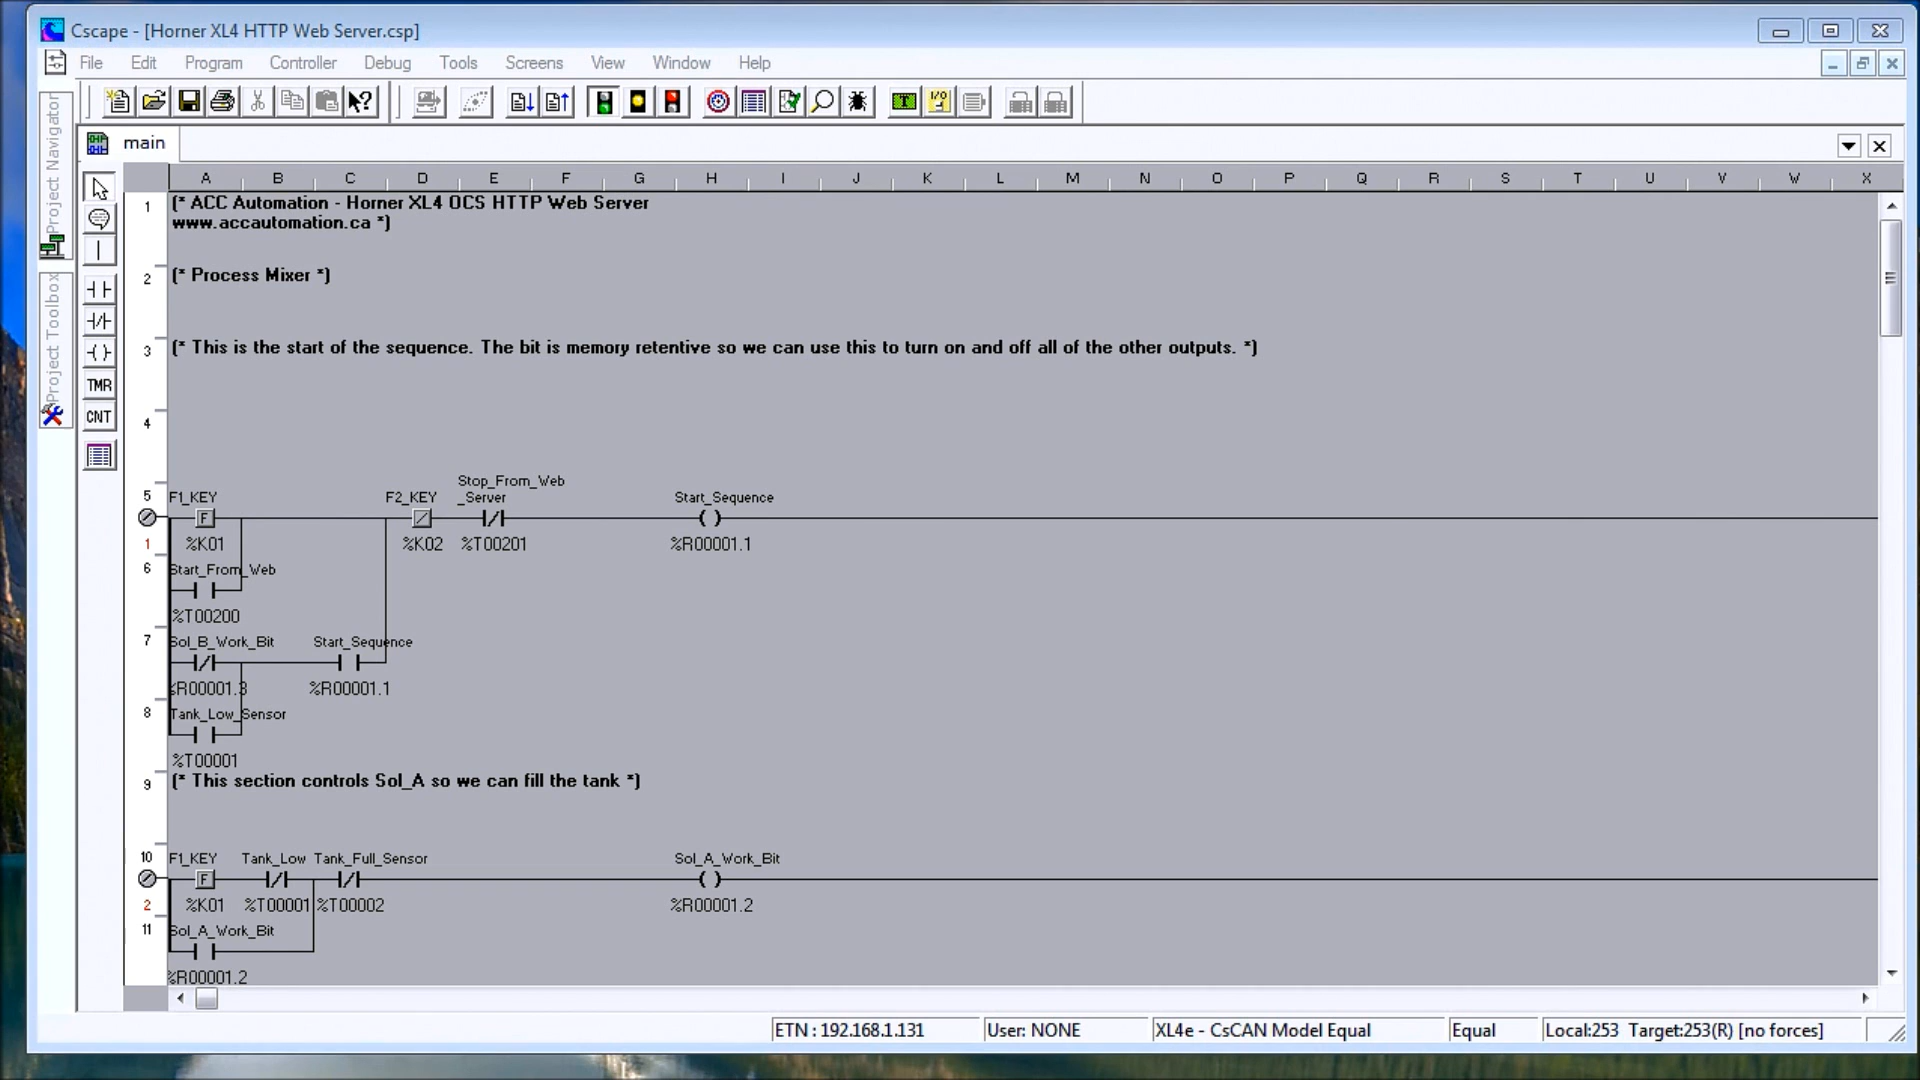 Cscape - [Horner XL4 HTTP Web Server.csp]
File Edit Program Controller Debug Tools Screens View Window Help
Project Navigator
Project Toolbox
main
A B C D E F G H I J K L M N O P Q R S T U V W X
TMR
CNT
1 (* ACC Automation - Horner XL4 OCS HTTP Web Server
www.accautomation.ca *)
2 (* Process Mixer *)
3 (* This is the start of the sequence. The bit is memory retentive so we can use this to turn on and off all of the other outputs. *)
4
Stop_From_Web
5 F1_KEY F2_KEY _Server Start_Sequence
F
1 %K01 %K02 %T00201 %R00001.1
6 Start_From_Web
%T00200
7 Sol_B_Work_Bit Start_Sequence
%R00001.3 %R00001.1
8 Tank_Low_Sensor
%T00001
9 (* This section controls Sol_A so we can fill the tank *)
10 F1_KEY Tank_Low Tank_Full_Sensor Sol_A_Work_Bit
F
2 %K01 %T00001 %T00002 %R00001.2
11 Sol_A_Work_Bit
%R00001.2
ETN : 192.168.1.131 User: NONE XL4e - CsCAN Model Equal Equal Local:253 Target:253(R) [no forces]